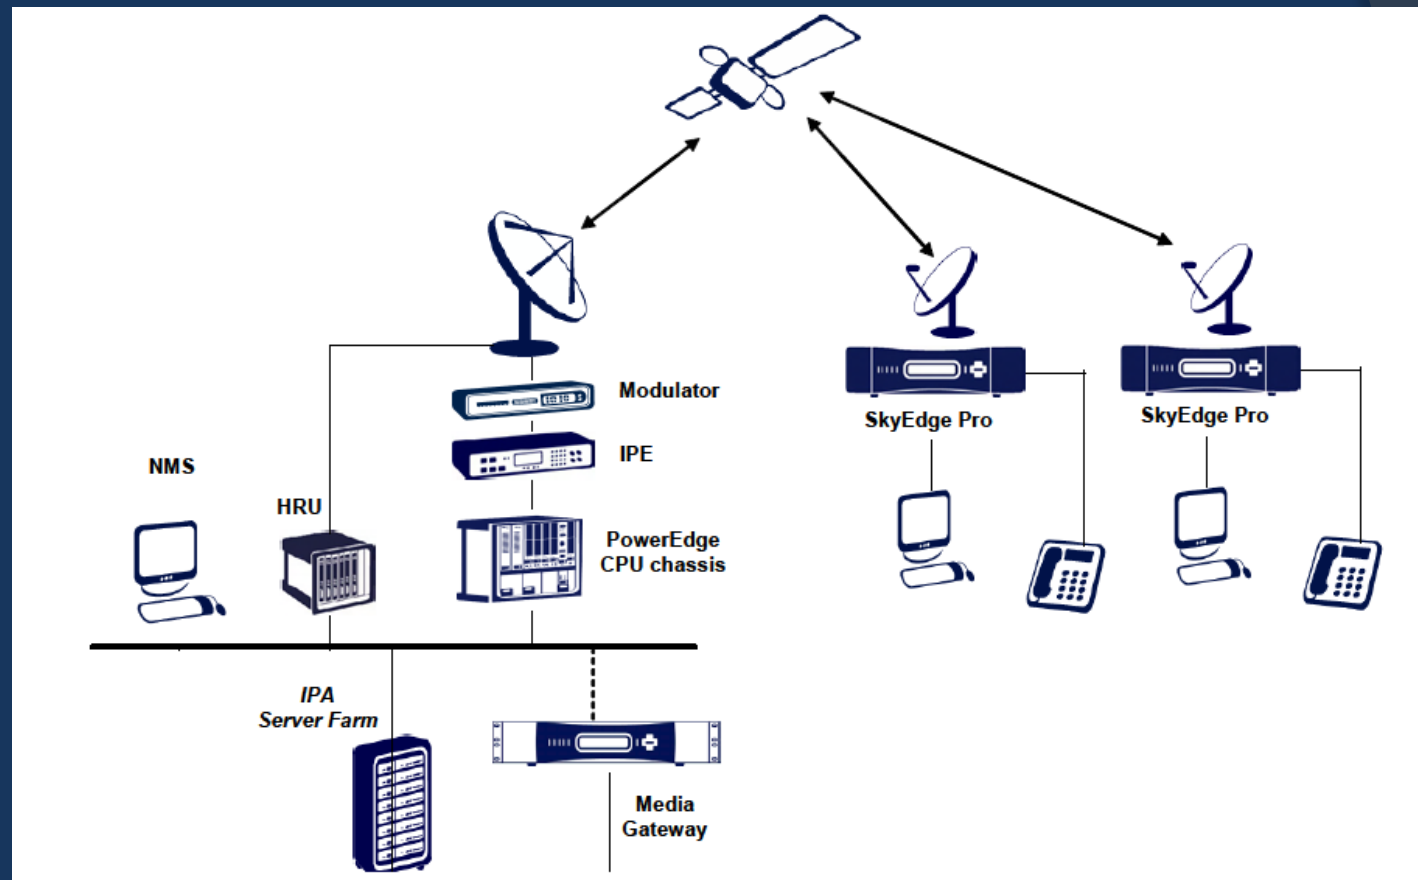 Modulator
SkyEdge Pro
SkyEdge Pro
IPE
NMS
HRU
PowerEdge
CPU chassis
IPA
Server Farm
Media
Gateway